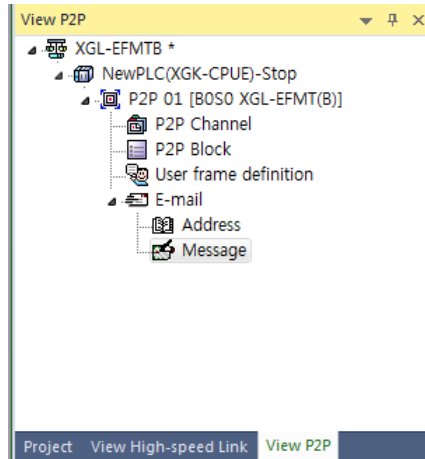 View P2P
XGL-EFMTB *
NewPLC(XGK-CPUE)-Stop
P2P 01 [B0S0 XGL-EFMT(B)]
P2P Channel
P2P Block
User frame definition
E-mail
Address
Message
Project View High-speed Link View P2P